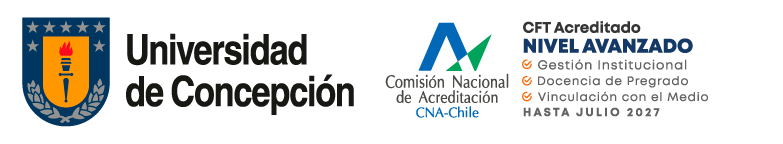 Universidad
de Concepción
Comisión Nacional
de Acreditación
CNA-Chile
CFT Acreditado
NIVEL AVANZADO
Gestión Institucional
Docencia de Pregrado
Vinculación con el Medio
HASTA JULIO 2027